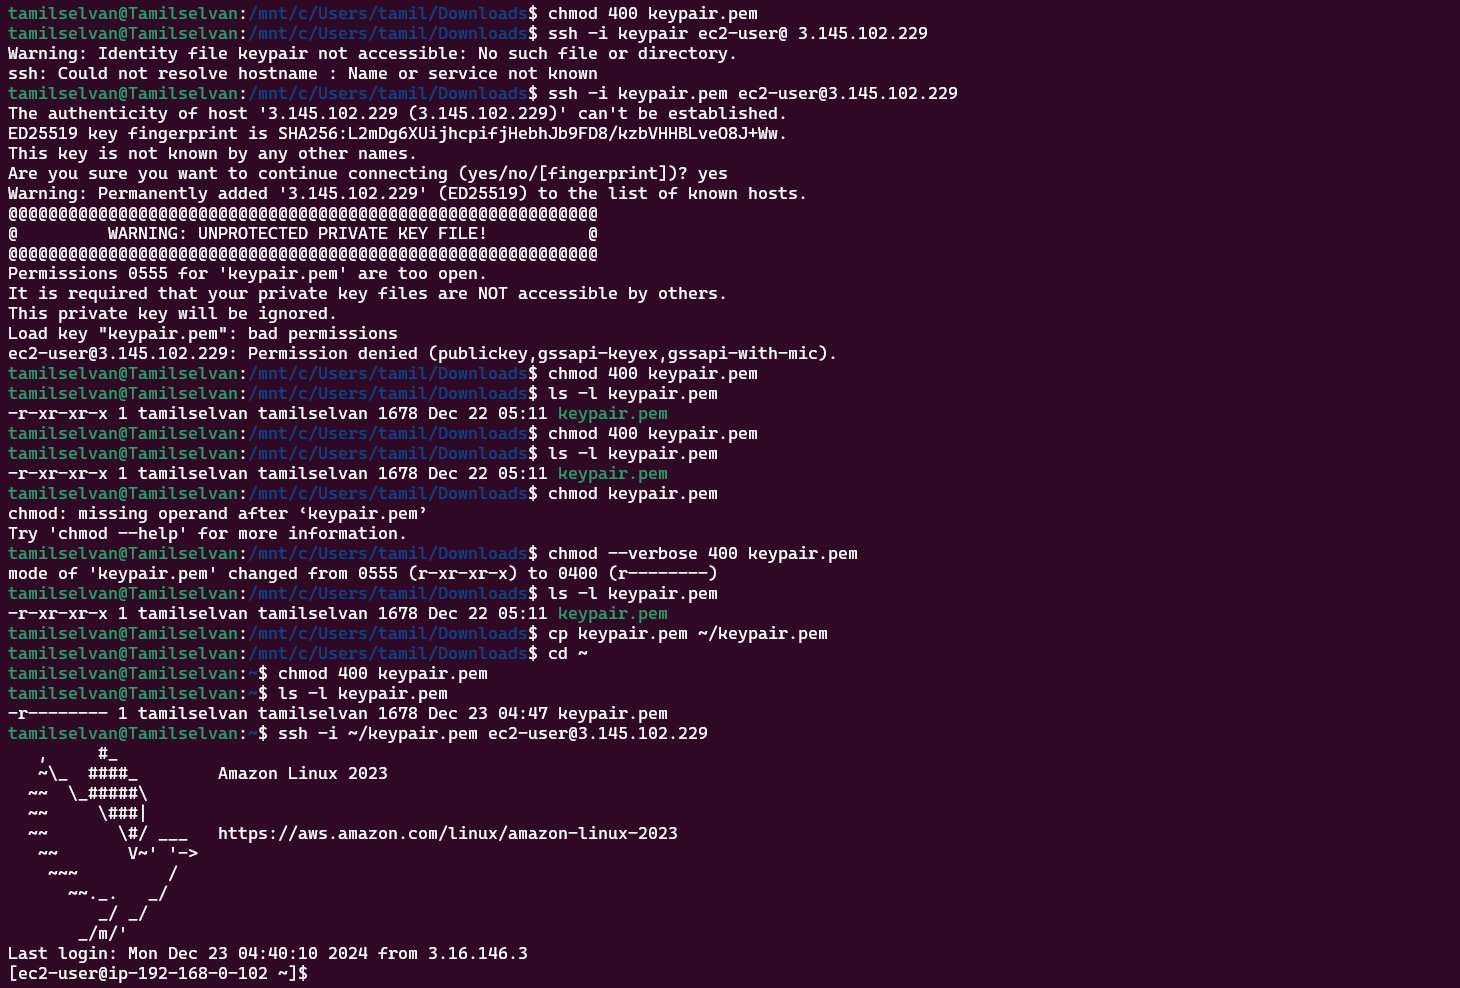 tamilselvan@Tamilselvan:/mnt/c/Users/tamil/Downloads$ chmod 400 keypair.pem
tamilselvan@Tamilselvan:/mnt/c/Users/tamil/Downloads$ ssh -i keypair ec2-user@ 3.145.102.229
Warning: Identity file keypair not accessible: No such file or directory.
ssh: Could not resolve hostname : Name or service not known
tamilselvan@Tamilselvan:/mnt/c/Users/tamil/Downloads$ ssh -i keypair.pem ec2-user@3.145.102.229
The authenticity of host '3.145.102.229 (3.145.102.229)' can't be established.
ED25519 key fingerprint is SHA256:L2mDg6XUijhcpifjHebhJb9FD8/kzbVHHBLveO8J+Ww.
This key is not known by any other names.
Are you sure you want to continue connecting (yes/no/[fingerprint])? yes
Warning: Permanently added '3.145.102.229' (ED25519) to the list of known hosts.
@@@@@@@@@@@@@@@@@@@@@@@@@@@@@@@@@@@@@@@@@@@@@@@@@@@@@@@@@@@
@         WARNING: UNPROTECTED PRIVATE KEY FILE!          @
@@@@@@@@@@@@@@@@@@@@@@@@@@@@@@@@@@@@@@@@@@@@@@@@@@@@@@@@@@@
Permissions 0555 for 'keypair.pem' are too open.
It is required that your private key files are NOT accessible by others.
This private key will be ignored.
Load key "keypair.pem": bad permissions
ec2-user@3.145.102.229: Permission denied (publickey,gssapi-keyex,gssapi-with-mic).
tamilselvan@Tamilselvan:/mnt/c/Users/tamil/Downloads$ chmod 400 keypair.pem
tamilselvan@Tamilselvan:/mnt/c/Users/tamil/Downloads$ ls -l keypair.pem
-r-xr-xr-x 1 tamilselvan tamilselvan 1678 Dec 22 05:11 keypair.pem
tamilselvan@Tamilselvan:/mnt/c/Users/tamil/Downloads$ chmod 400 keypair.pem
tamilselvan@Tamilselvan:/mnt/c/Users/tamil/Downloads$ ls -l keypair.pem
-r-xr-xr-x 1 tamilselvan tamilselvan 1678 Dec 22 05:11 keypair.pem
tamilselvan@Tamilselvan:/mnt/c/Users/tamil/Downloads$ chmod keypair.pem
chmod: missing operand after ‘keypair.pem’
Try 'chmod --help' for more information.
tamilselvan@Tamilselvan:/mnt/c/Users/tamil/Downloads$ chmod --verbose 400 keypair.pem
mode of 'keypair.pem' changed from 0555 (r-xr-xr-x) to 0400 (r--------)
tamilselvan@Tamilselvan:/mnt/c/Users/tamil/Downloads$ ls -l keypair.pem
-r-xr-xr-x 1 tamilselvan tamilselvan 1678 Dec 22 05:11 keypair.pem
tamilselvan@Tamilselvan:/mnt/c/Users/tamil/Downloads$ cp keypair.pem ~/keypair.pem
tamilselvan@Tamilselvan:/mnt/c/Users/tamil/Downloads$ cd ~
tamilselvan@Tamilselvan:~$ chmod 400 keypair.pem
tamilselvan@Tamilselvan:~$ ls -l keypair.pem
-r-------- 1 tamilselvan tamilselvan 1678 Dec 23 04:47 keypair.pem
tamilselvan@Tamilselvan:~$ ssh -i ~/keypair.pem ec2-user@3.145.102.229
   ,     #_
   ~\_  ####_        Amazon Linux 2023
  ~~  \_#####\
  ~~     \###|
  ~~       \#/ ___   https://aws.amazon.com/linux/amazon-linux-2023
   ~~       V~' '->
    ~~~         /
      ~~._.   _/
         _/ _/
       _/m/'
Last login: Mon Dec 23 04:40:10 2024 from 3.16.146.3
[ec2-user@ip-192-168-0-102 ~]$